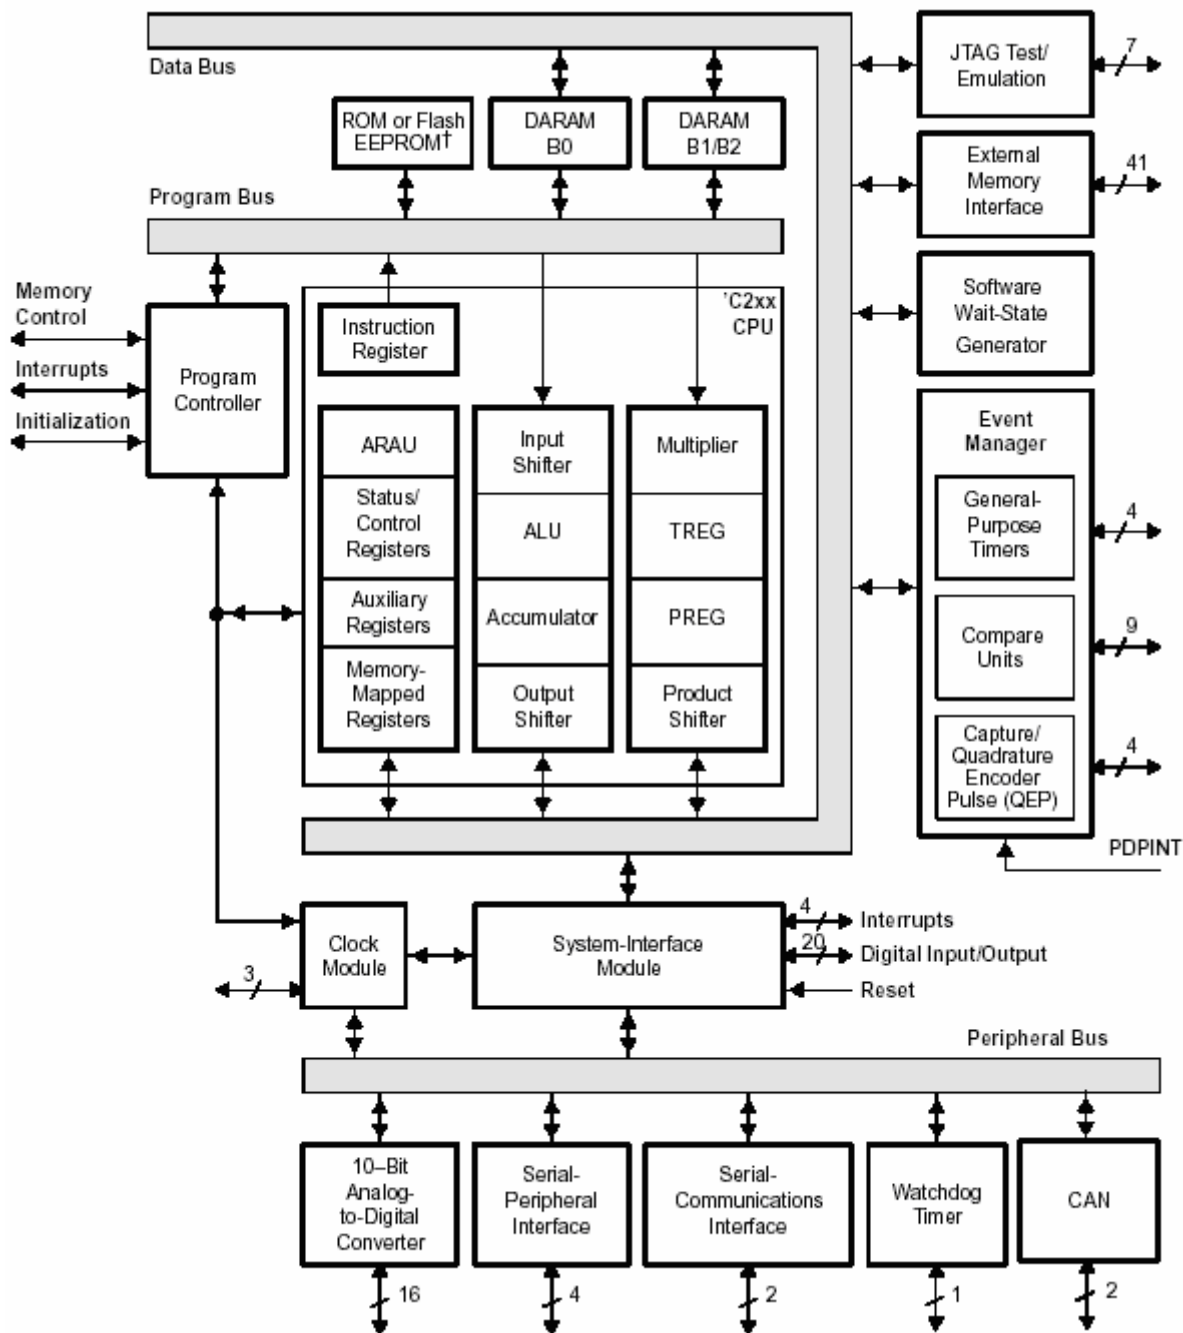 Data Bus
JTAG Test/
Emulation
7
ROM or Flash
EEPROM†
DARAM
B0
DARAM
B1/B2
External
Memory
Interface
41
Program Bus
Software
Wait-State
Generator
Memory
Control
Interrupts
Initialization
Program
Controller
'C2xx
CPU
Instruction
Register
ARAU
Status/
Control
Registers
Auxiliary
Registers
Memory-
Mapped
Registers
Input
Shifter
ALU
Accumulator
Output
Shifter
Multiplier
TREG
PREG
Product
Shifter
Event
Manager
General-
Purpose
Timers
4
Compare
Units
9
Capture/
Quadrature
Encoder
Pulse (QEP)
4
PDPINT
Clock
Module
3
System-Interface
Module
4
Interrupts
20
Digital Input/Output
Reset
Peripheral Bus
10–Bit
Analog-
to-Digital
Converter
Serial-
Peripheral
Interface
Serial-
Communications
Interface
Watchdog
Timer
CAN
16
4
2
1
2